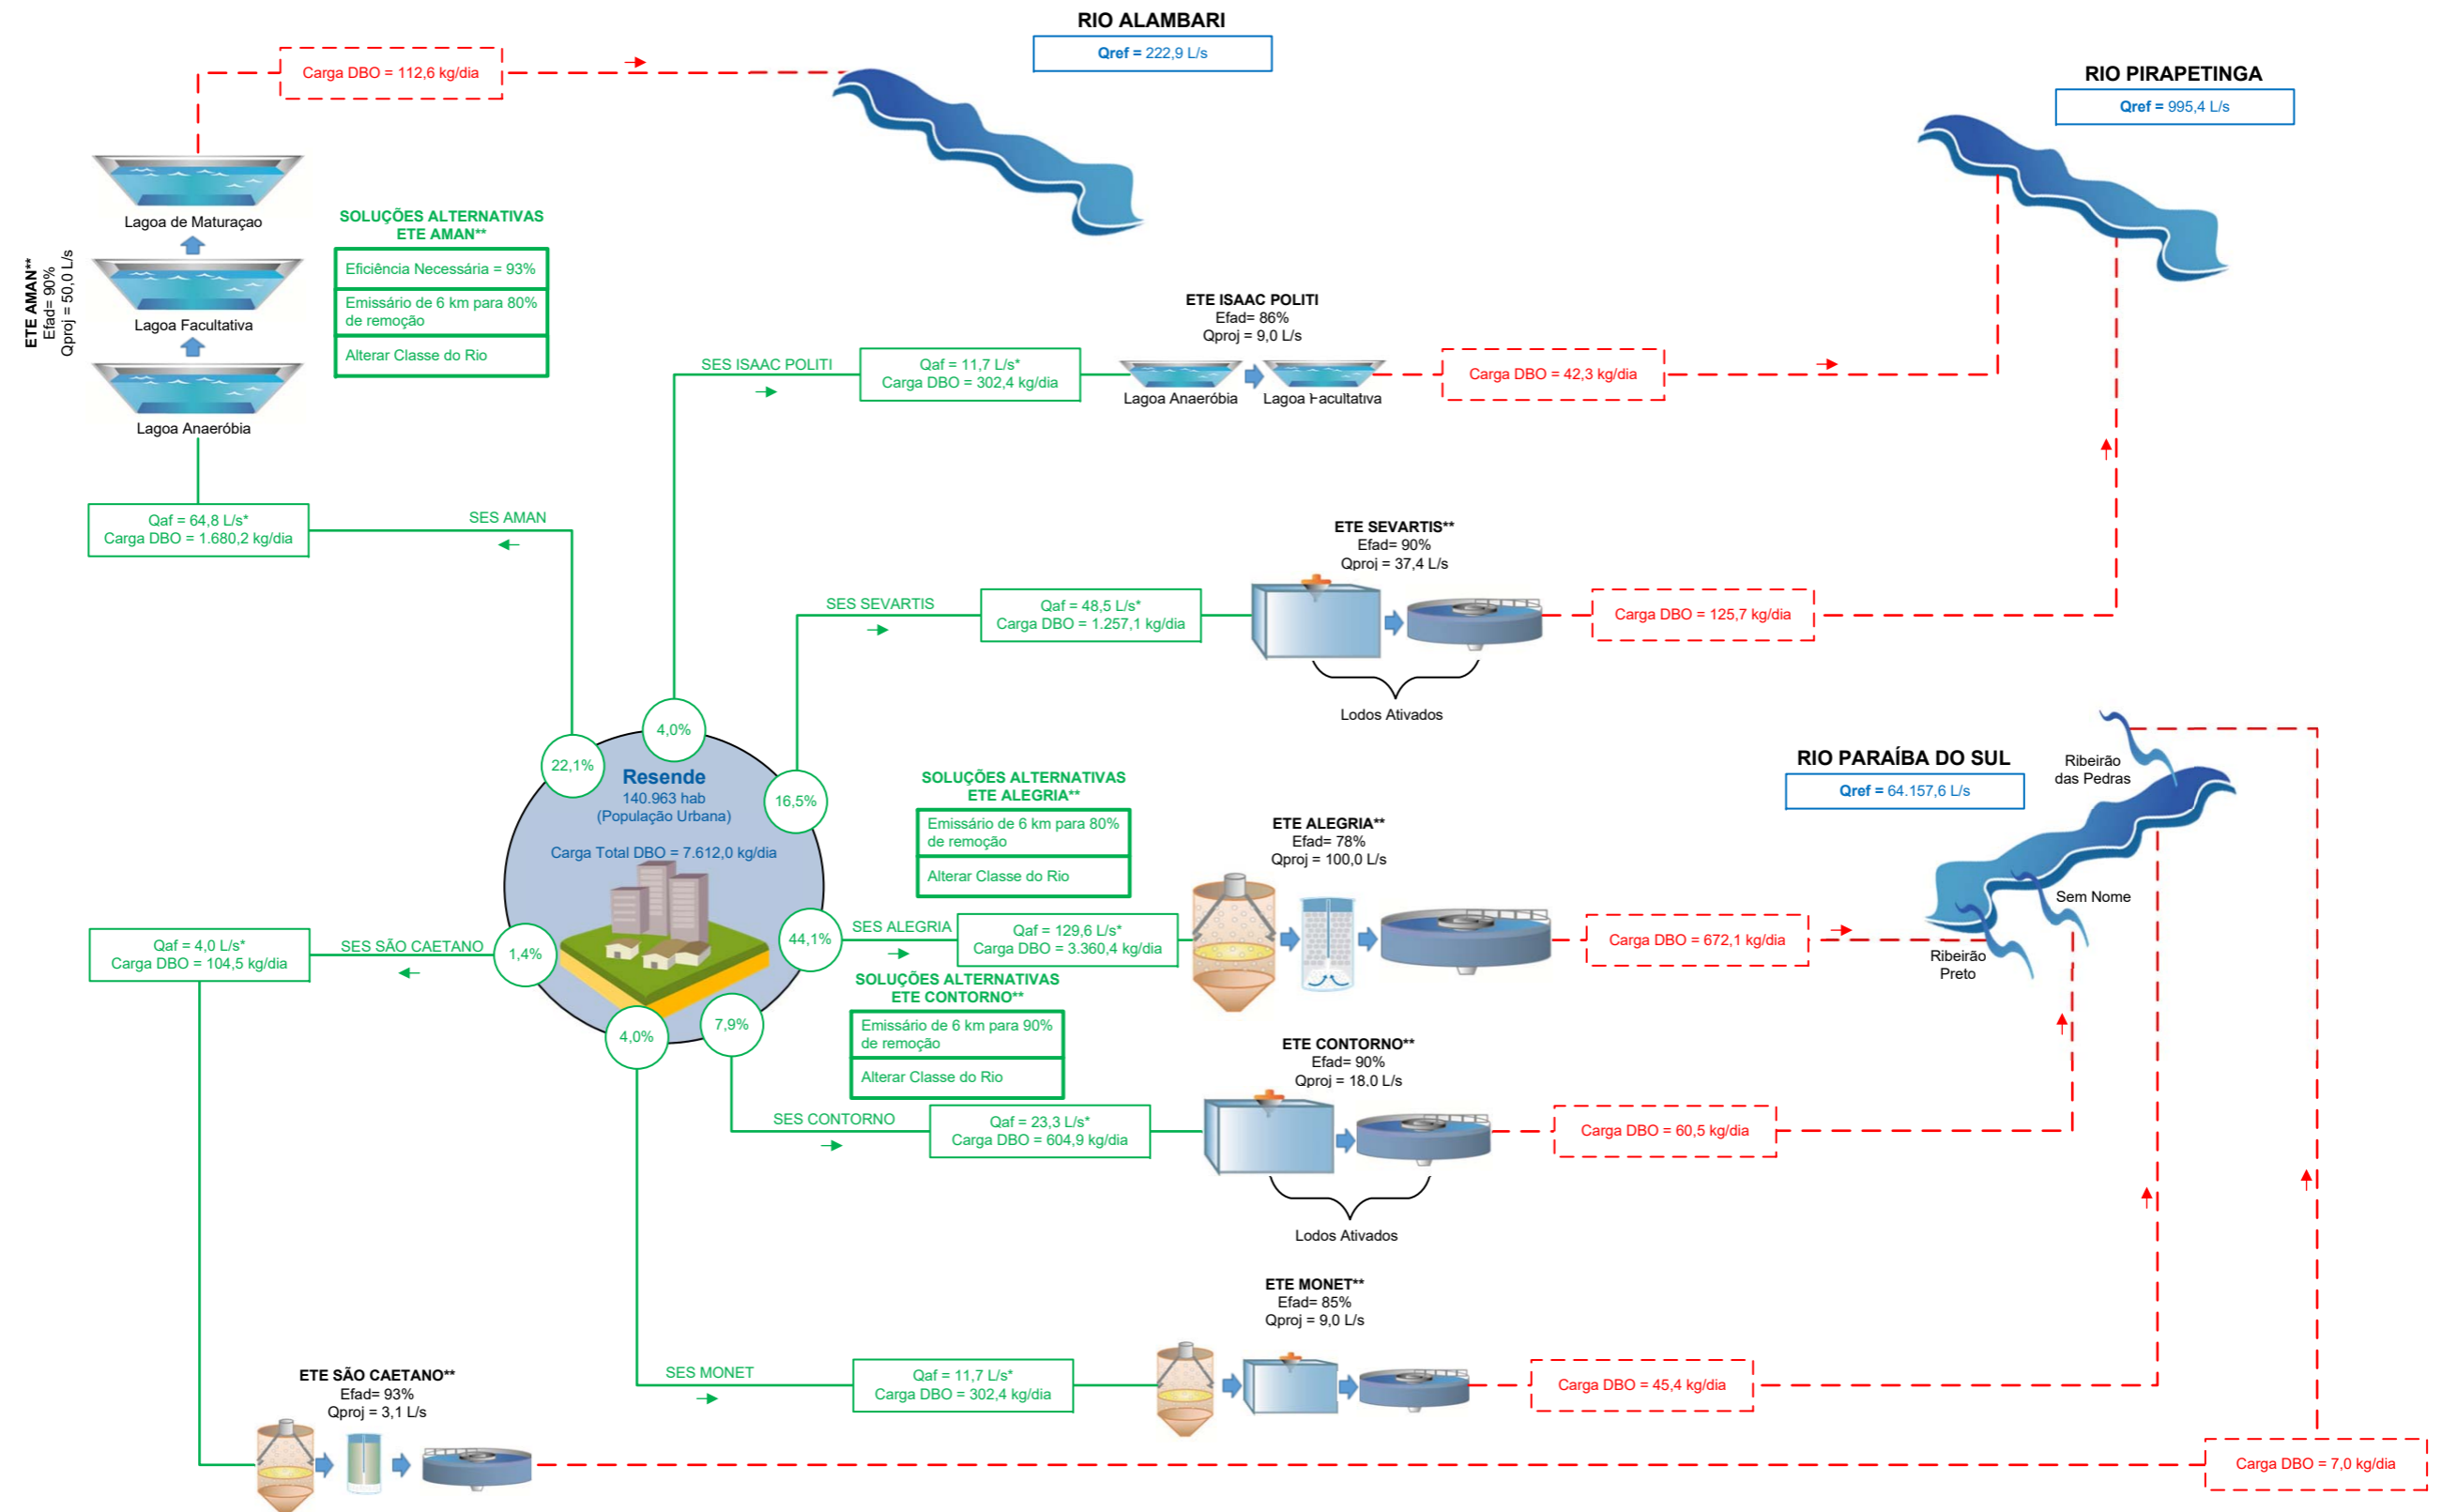 RIO ALAMBARI
Qref = 222,9 L/s
Carga DBO = 112,6 kg/dia
RIO PIRAPETINGA
Qref = 995,4 L/s
ETE AMAN**
Efad= 90%
Qproj = 50,0 L/s
Lagoa de Maturaçao
Lagoa Facultativa
Lagoa Anaeróbia
SOLUÇÕES ALTERNATIVAS
ETE AMAN**
Eficiência Necessária = 93%
Emissário de 6 km para 80%
de remoção
Alterar Classe do Rio
Qaf = 64,8 L/s*
Carga DBO = 1.680,2 kg/dia
SES AMAN
SES ISAAC POLITI
Qaf = 11,7 L/s*
Carga DBO = 302,4 kg/dia
ETE ISAAC POLITI
Efad= 86%
Qproj = 9,0 L/s
Lagoa Anaeróbia
Lagoa Facultativa
Carga DBO = 42,3 kg/dia
SES SEVARTIS
Qaf = 48,5 L/s*
Carga DBO = 1.257,1 kg/dia
ETE SEVARTIS**
Efad= 90%
Qproj = 37,4 L/s
Lodos Ativados
Carga DBO = 125,7 kg/dia
4,0%
22,1%
16,5%
44,1%
7,9%
4,0%
1,4%
Resende
140.963 hab
(População Urbana)
Carga Total DBO = 7.612,0 kg/dia
SOLUÇÕES ALTERNATIVAS
ETE ALEGRIA**
Emissário de 6 km para 80%
de remoção
Alterar Classe do Rio
SES ALEGRIA
Qaf = 129,6 L/s*
Carga DBO = 3.360,4 kg/dia
ETE ALEGRIA**
Efad= 78%
Qproj = 100,0 L/s
Carga DBO = 672,1 kg/dia
RIO PARAÍBA DO SUL
Qref = 64.157,6 L/s
Ribeirão
das Pedras
Sem Nome
Ribeirão
Preto
SOLUÇÕES ALTERNATIVAS
ETE CONTORNO**
Emissário de 6 km para 90%
de remoção
Alterar Classe do Rio
SES CONTORNO
Qaf = 23,3 L/s*
Carga DBO = 604,9 kg/dia
ETE CONTORNO**
Efad= 90%
Qproj = 18.0 L/s
Lodos Ativados
Carga DBO = 60,5 kg/dia
SES SÃO CAETANO
Qaf = 4,0 L/s*
Carga DBO = 104,5 kg/dia
SES MONET
Qaf = 11,7 L/s*
Carga DBO = 302,4 kg/dia
ETE MONET**
Efad= 85%
Qproj = 9,0 L/s
Carga DBO = 45,4 kg/dia
ETE SÃO CAETANO**
Efad= 93%
Qproj = 3,1 L/s
Carga DBO = 7,0 kg/dia